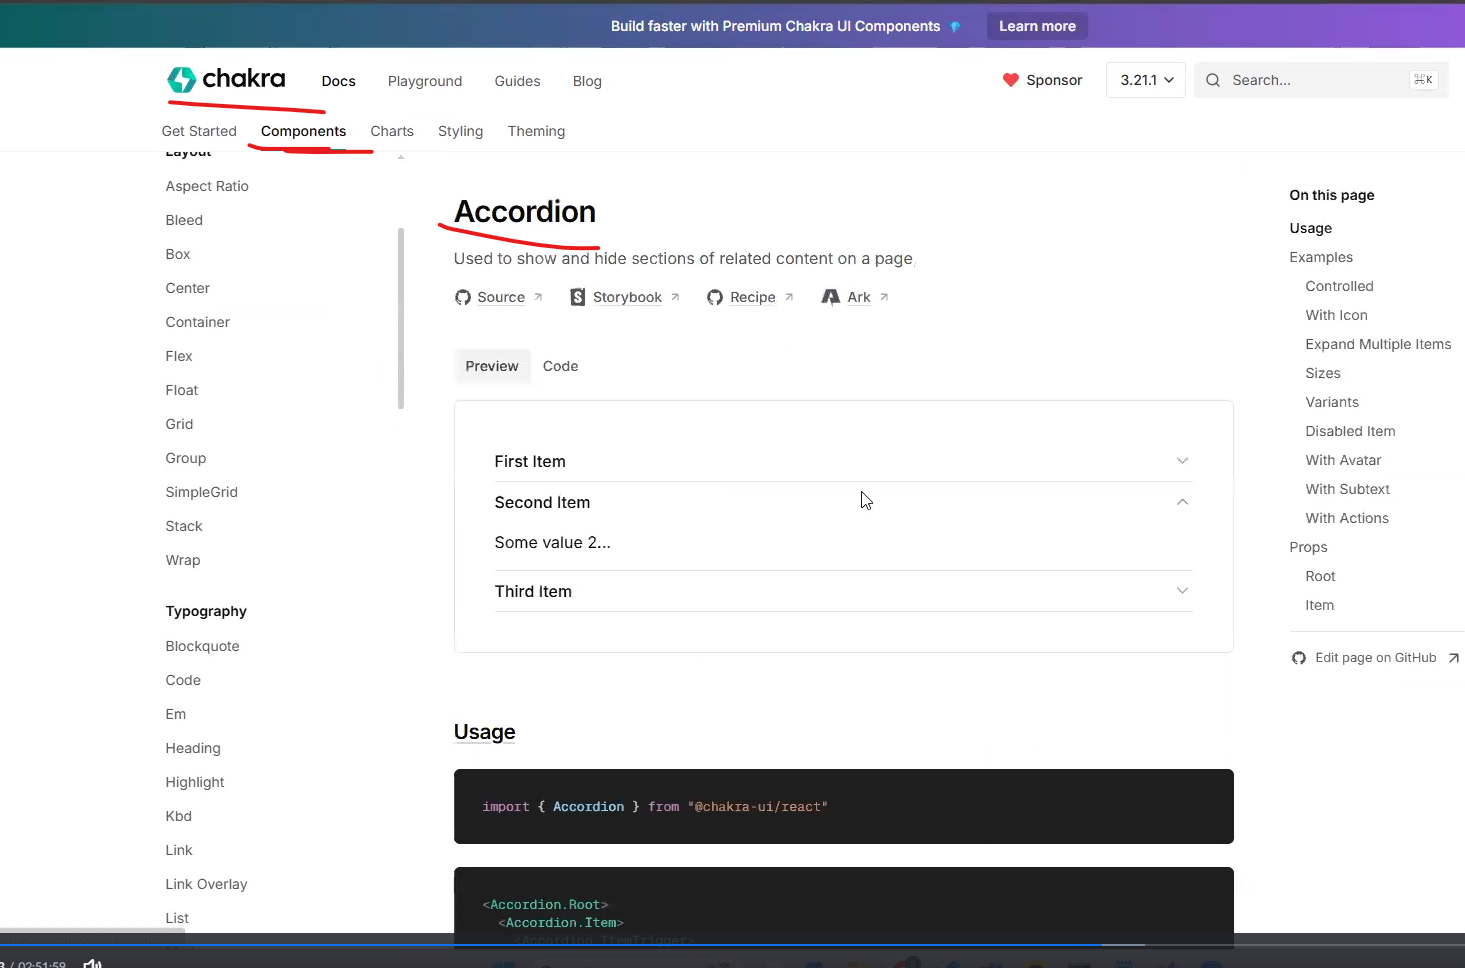 Build faster with Premium Chakra UI Components
Learn more
chakra
Docs
Playground
Guides
Blog
Sponsor
3.21.1
Search...
⌘K
Get Started
Components
Charts
Styling
Theming
Layout
Aspect Ratio
Bleed
Box
Center
Container
Flex
Float
Grid
Group
SimpleGrid
Stack
Wrap
Typography
Blockquote
Code
Em
Heading
Highlight
Kbd
Link
Link Overlay
List
Accordion
Used to show and hide sections of related content on a page.
Source
Storybook
Recipe
Ark
Preview
Code
First Item
Second Item
Some value 2...
Third Item
Usage
import { Accordion } from "@chakra-ui/react"
<Accordion.Root>
<Accordion.Item>
<Accordion.ItemTrigger>
On this page
Usage
Examples
Controlled
With Icon
Expand Multiple Items
Sizes
Variants
Disabled Item
With Avatar
With Subtext
With Actions
Props
Root
Item
Edit page on GitHub
/ 02:51:59